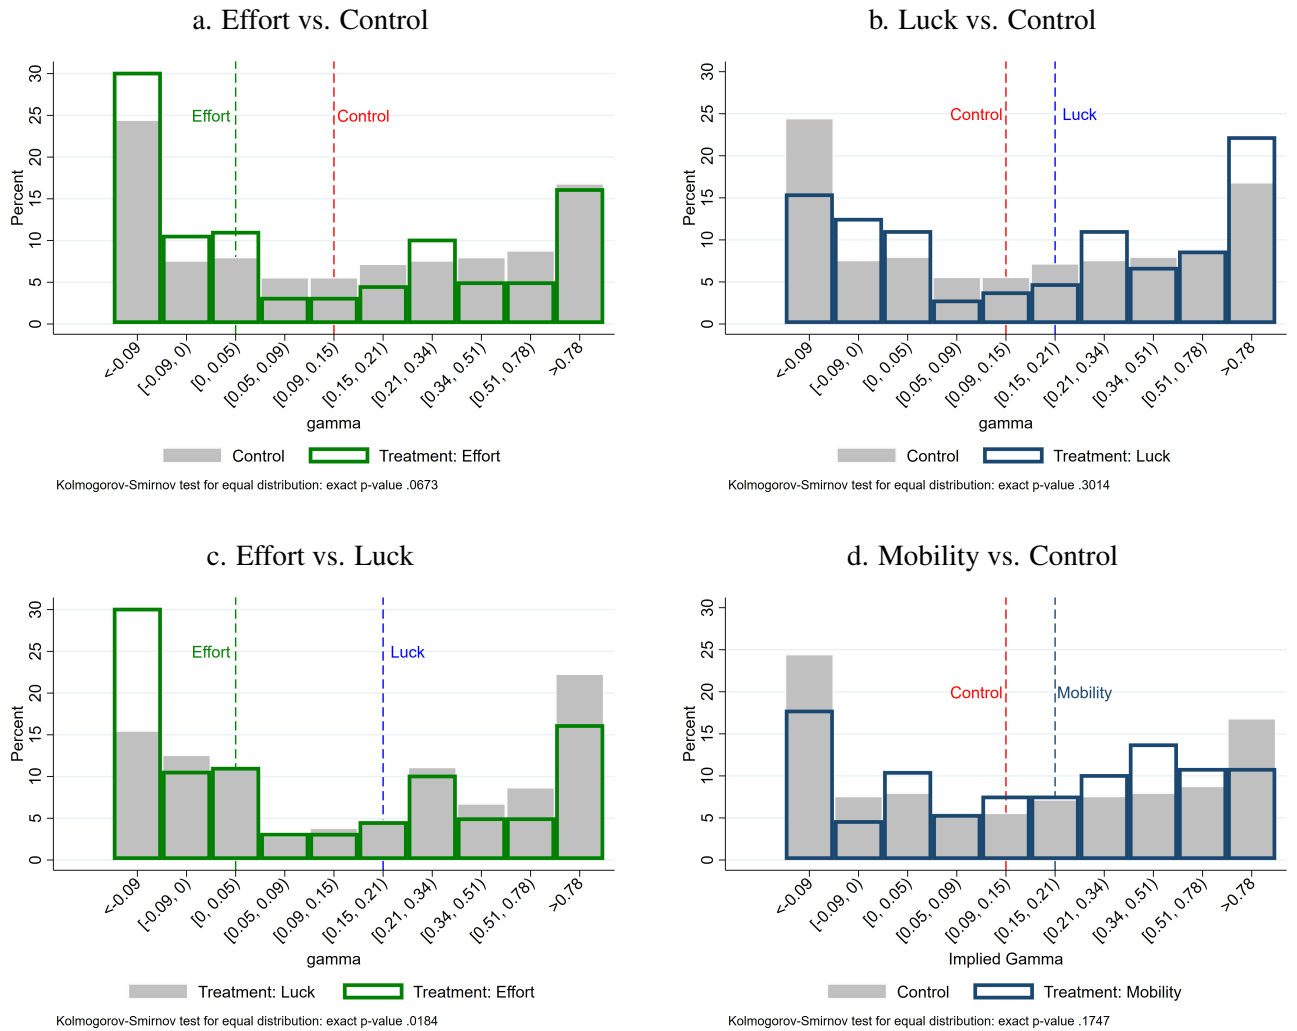 a. Effort vs. Control
Percent
30
25
20
15
10
5
0
Effort
Control
<-0.09
[-0.09, 0)
[0, 0.05)
[0.05, 0.09)
[0.09, 0.15)
[0.15, 0.21)
[0.21, 0.34)
[0.34, 0.51)
[0.51, 0.78)
>0.78
gamma
Control Treatment: Effort
Kolmogorov-Smirnov test for equal distribution: exact p-value .0673
b. Luck vs. Control
Percent
30
25
20
15
10
5
0
Control
Luck
<-0.09
[-0.09, 0)
[0, 0.05)
[0.05, 0.09)
[0.09, 0.15)
[0.15, 0.21)
[0.21, 0.34)
[0.34, 0.51)
[0.51, 0.78)
>0.78
gamma
Control Treatment: Luck
Kolmogorov-Smirnov test for equal distribution: exact p-value .3014
c. Effort vs. Luck
Percent
30
25
20
15
10
5
0
Effort
Luck
<-0.09
[-0.09, 0)
[0, 0.05)
[0.05, 0.09)
[0.09, 0.15)
[0.15, 0.21)
[0.21, 0.34)
[0.34, 0.51)
[0.51, 0.78)
>0.78
gamma
Treatment: Luck Treatment: Effort
Kolmogorov-Smirnov test for equal distribution: exact p-value .0184
d. Mobility vs. Control
Percent
30
25
20
15
10
5
0
Control
Mobility
<-0.09
[-0.09, 0)
[0, 0.05)
[0.05, 0.09)
[0.09, 0.15)
[0.15, 0.21)
[0.21, 0.34)
[0.34, 0.51)
[0.51, 0.78)
>0.78
Implied Gamma
Control Treatment: Mobility
Kolmogorov-Smirnov test for equal distribution: exact p-value .1747